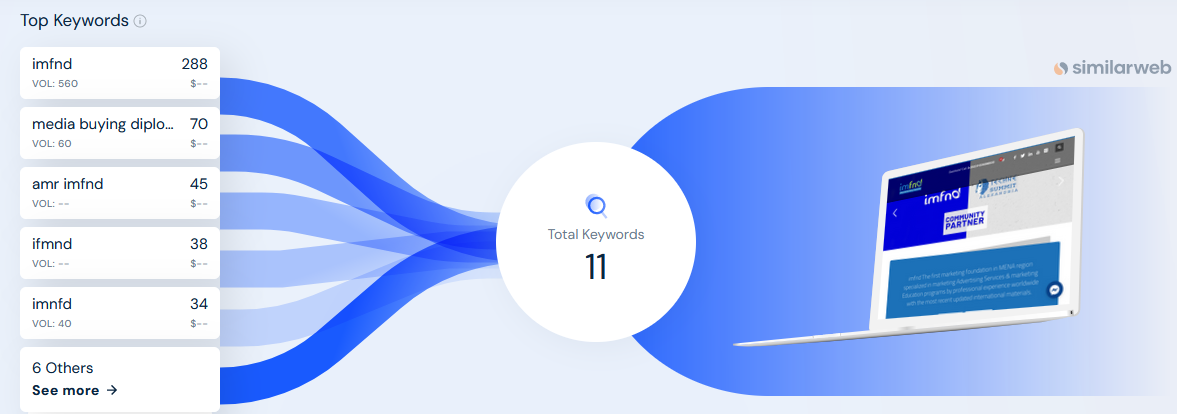 Top Keywords
similarweb
imfnd 288
VOL: 560 $--
media buying diplo... 70
VOL: 60 $--
amr imfnd 45
VOL: -- $--
ifmnd 38
VOL: -- $--
imnfd 34
VOL: 40 $--
6 Others
See more →
Total Keywords
11
imfnd
imfnd
TECHNE
SUMMIT
ALEXANDRIA
COMMUNITY
PARTNER
imfnd The first marketing foundation in MENA region
specialized in marketing Advertising Services & marketing
Education programs by professional experience worldwide
with the most recent updated international materials.